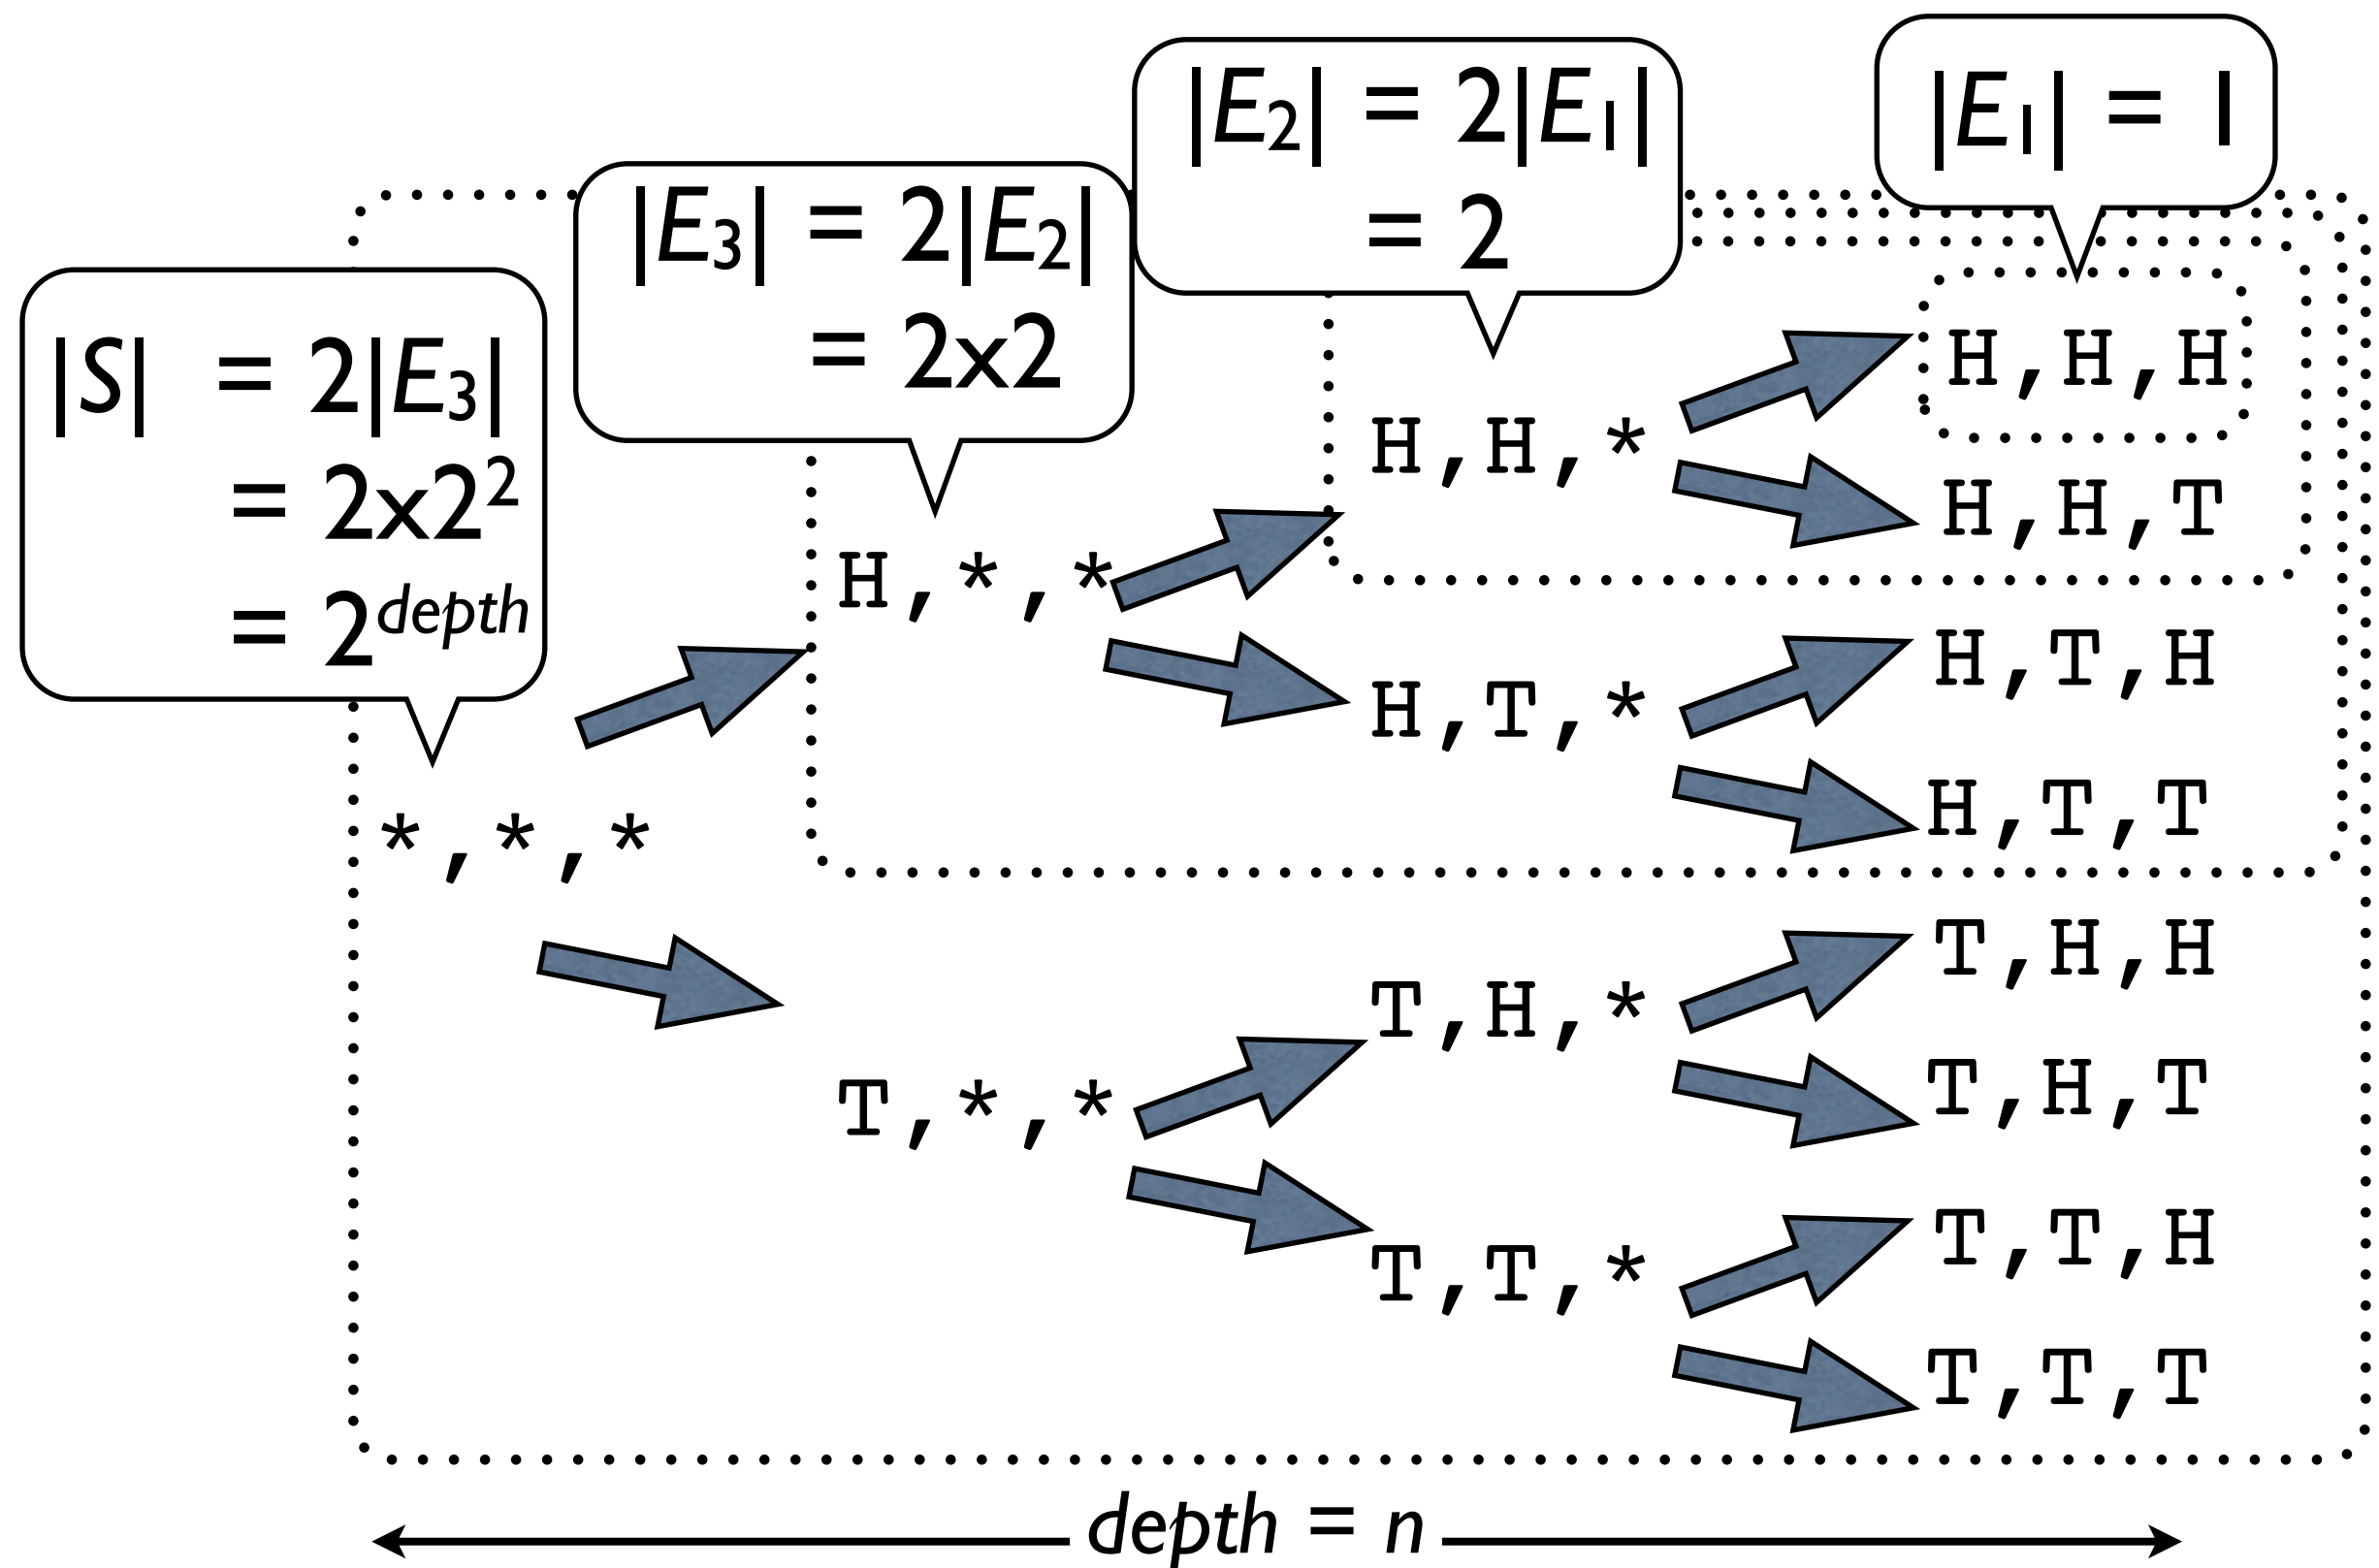 |E₂| = 2|E₁|
= 2
|E₁| = 1
|E₃| = 2|E₂|
= 2x2
|S| = 2|E₃|
= 2x2²
= 2^depth
H,H,H
H,H,*
H,H,T
H,*,*
H,T,H
H,T,*
H,T,T
*,*,*
T,H,H
T,H,*
T,H,T
T,*,*
T,T,H
T,T,*
T,T,T
depth = n